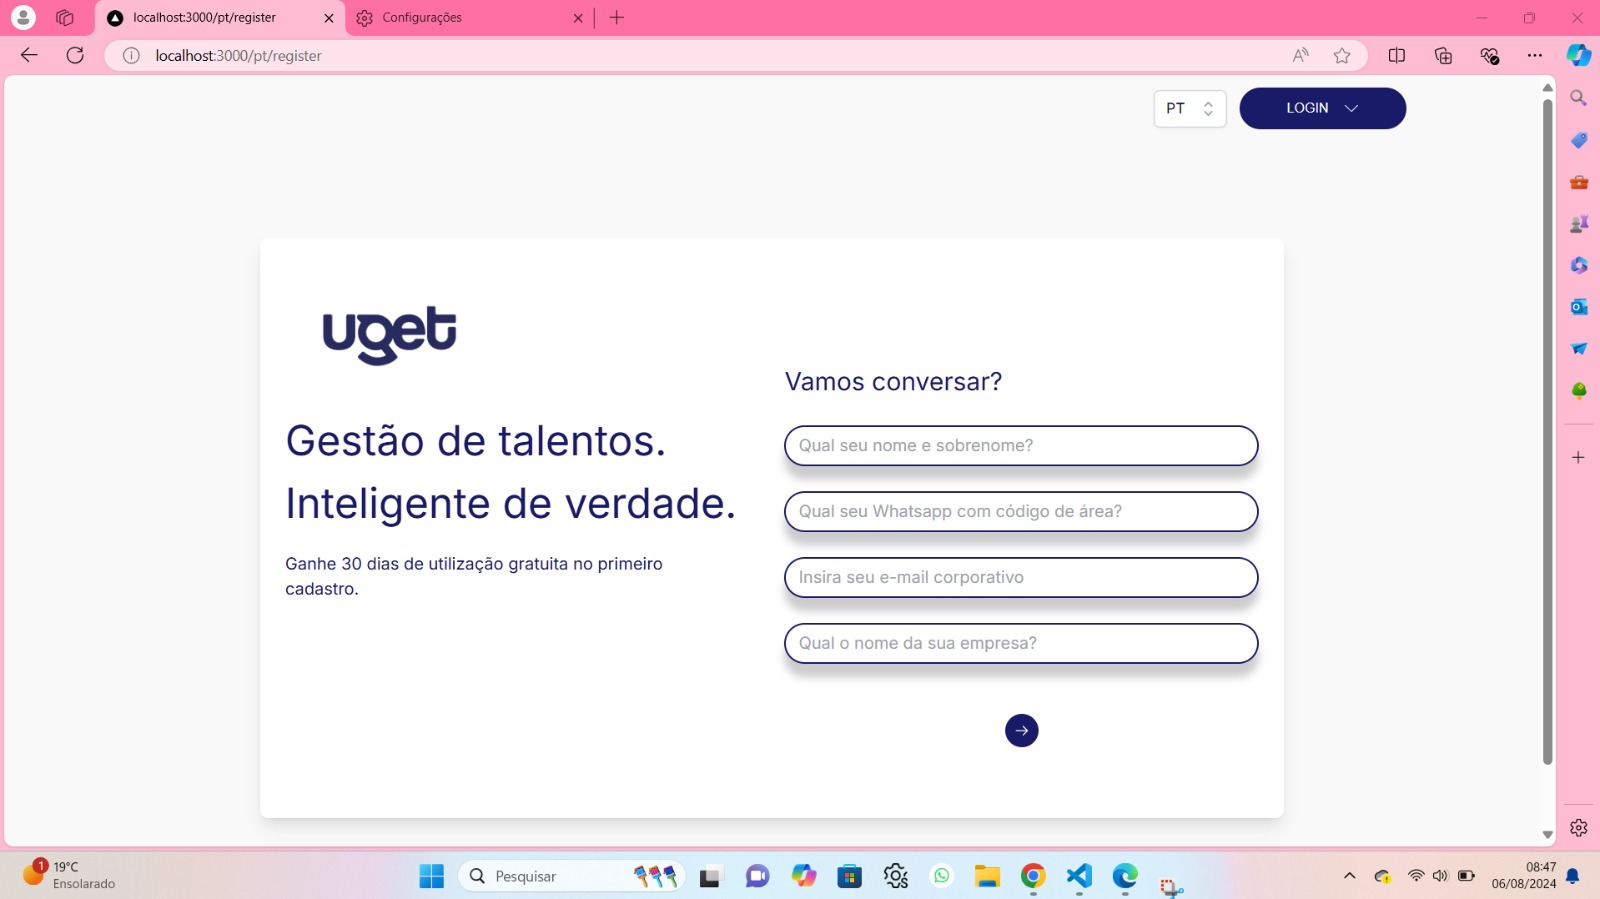 localhost:3000/pt/register
Configurações
localhost:3000/pt/register
PT
LOGIN
uget
Vamos conversar?
Gestão de talentos.
Inteligente de verdade.
Ganhe 30 dias de utilização gratuita no primeiro
cadastro.
Qual seu nome e sobrenome?
Qual seu Whatsapp com código de área?
Insira seu e-mail corporativo
Qual o nome da sua empresa?
1
19°C
Ensolarado
Pesquisar
08:47
06/08/2024